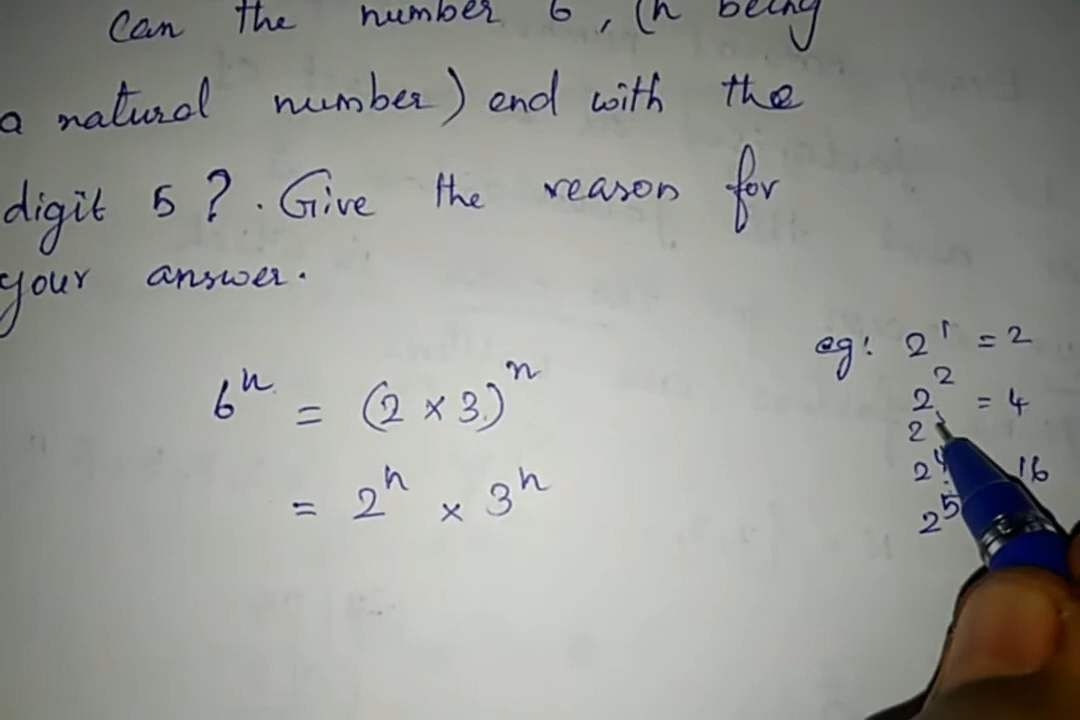 Can the number 6, (n being
a natural number) end with the
digit 5?. Give the reason for
your answer.
6ⁿ = (2 × 3)ⁿ
= 2ⁿ × 3ⁿ
eg: 2¹ = 2
2² = 4
2
2⁴ 16
2⁵